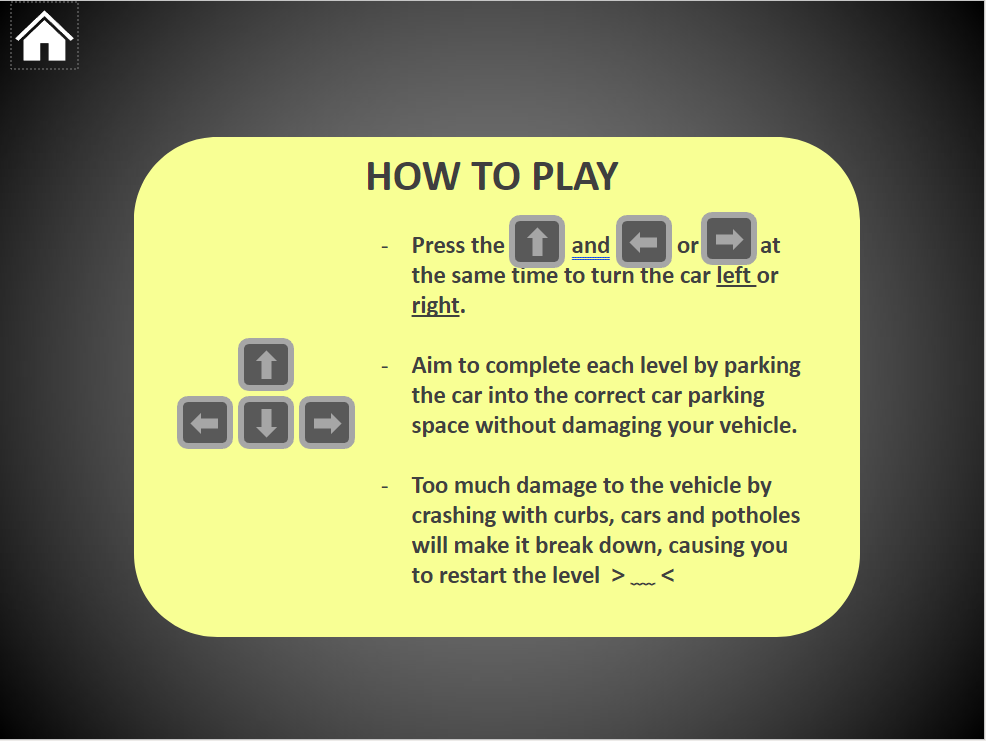 HOW TO PLAY
- Press the ↑ and ← or → at
the same time to turn the car left or
right.
- Aim to complete each level by parking
the car into the correct car parking
space without damaging your vehicle.
- Too much damage to the vehicle by
crashing with curbs, cars and potholes
will make it break down, causing you
to restart the level > __ <
↑
← ↓ →